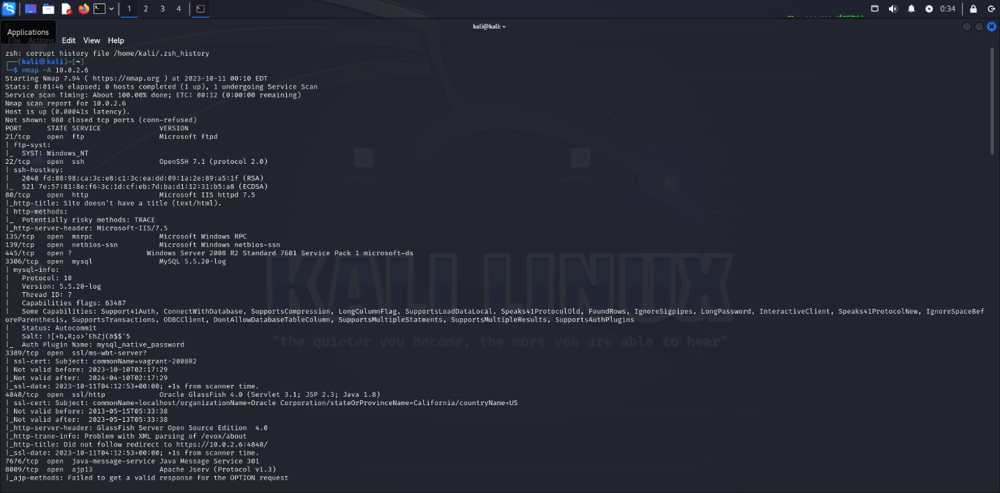 1 2 3 4 0:34
Applications
kali@kali: ~
File Actions Edit View Help
zsh: corrupt history file /home/kali/.zsh_history
┌──(kali㉿kali)-[~]
└─$ nmap -A 10.0.2.6
Starting Nmap 7.94 ( https://nmap.org ) at 2023-10-11 00:10 EDT
Stats: 0:01:46 elapsed; 0 hosts completed (1 up), 1 undergoing Service Scan
Service scan Timing: About 100.00% done; ETC: 00:12 (0:00:00 remaining)
Nmap scan report for 10.0.2.6
Host is up (0.00041s latency).
Not shown: 980 closed tcp ports (conn-refused)
PORT STATE SERVICE VERSION
21/tcp open ftp Microsoft ftpd
| ftp-syst:
|_ SYST: Windows_NT
22/tcp open ssh OpenSSH 7.1 (protocol 2.0)
| ssh-hostkey:
| 2048 fd:08:98:ca:3c:e8:c1:3c:ea:dd:09:1a:2e:89:a5:1f (RSA)
|_ 521 7e:57:81:8e:f6:3c:1d:cf:eb:7d:ba:d1:12:31:b5:a8 (ECDSA)
80/tcp open http Microsoft IIS httpd 7.5
|_http-title: Site doesn't have a title (text/html).
| http-methods:
|_ Potentially risky methods: TRACE
|_http-server-header: Microsoft-IIS/7.5
135/tcp open msrpc Microsoft Windows RPC
139/tcp open netbios-ssn Microsoft Windows netbios-ssn
445/tcp open ? Windows Server 2008 R2 Standard 7601 Service Pack 1 microsoft-ds
3306/tcp open mysql MySQL 5.5.20-log
| mysql-info:
| Protocol: 10
| Version: 5.5.20-log
| Thread ID: 7
| Capabilities flags: 63487
| Some Capabilities: Support41Auth, ConnectWithDatabase, SupportsCompression, LongColumnFlag, SupportsLoadDataLocal, Speaks41ProtocolOld, FoundRows, IgnoreSigpipes, LongPassword, InteractiveClient, Speaks41ProtocolNew, IgnoreSpaceBef
oreParenthesis, SupportsTransactions, ODBCClient, DontAllowDatabaseTableColumn, SupportsMultipleStatments, SupportsMultipleResults, SupportsAuthPlugins
| Status: Autocommit
| Salt: ![+b,R;o>'EhZj(&$$'5
|_ Auth Plugin Name: mysql_native_password
3389/tcp open ssl/ms-wbt-server?
| ssl-cert: Subject: commonName=vagrant-2008R2
| Not valid before: 2023-10-10T02:17:29
|_Not valid after: 2024-04-10T02:17:29
|_ssl-date: 2023-10-11T04:12:53+00:00; +1s from scanner time.
4848/tcp open ssl/http Oracle GlassFish 4.0 (Servlet 3.1; JSP 2.3; Java 1.8)
| ssl-cert: Subject: commonName=localhost/organizationName=Oracle Corporation/stateOrProvinceName=California/countryName=US
| Not valid before: 2013-05-15T05:33:38
|_Not valid after: 2023-05-13T05:33:38
|_http-server-header: GlassFish Server Open Source Edition 4.0
|_http-trane-info: Problem with XML parsing of /evox/about
|_http-title: Did not follow redirect to https://10.0.2.6:4848/
|_ssl-date: 2023-10-11T04:12:53+00:00; +1s from scanner time.
7676/tcp open java-message-service Java Message Service 301
8009/tcp open ajp13 Apache Jserv (Protocol v1.3)
|_ajp-methods: Failed to get a valid response for the OPTION request
KALI LINUX
"the quieter you become, the more you are able to hear"